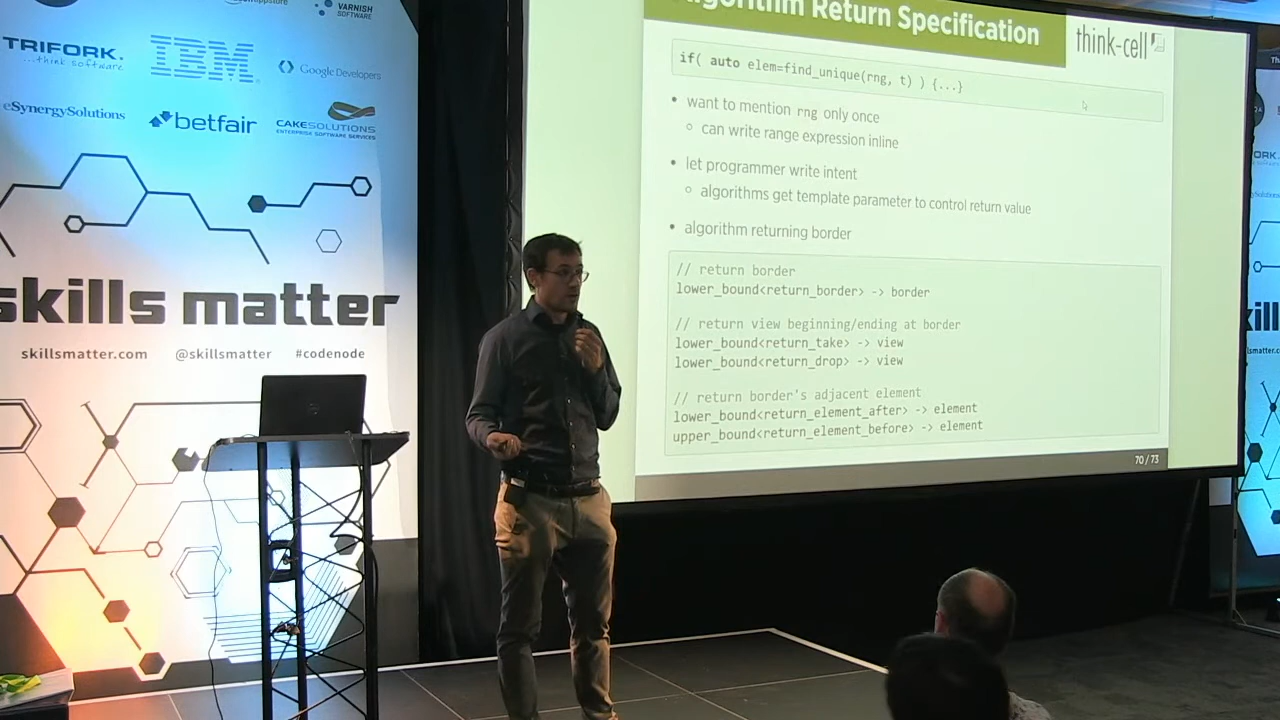 VARNISH
SOFTWARE
TRIFORK.
...think software
IBM
Google Developers
eSynergySolutions
betfair
CAKESOLUTIONS
ENTERPRISE SOFTWARE SERVICES
skills matter
skillsmatter.com @skillsmatter #codenode
Algorithm Return Specification
think-cell
if( auto elem=find_unique(rng, t) ) {...}
• want to mention rng only once
○ can write range expression inline
• let programmer write intent
○ algorithms get template parameter to control return value
• algorithm returning border
// return border
lower_bound<return_border> -> border
// return view beginning/ending at border
lower_bound<return_take> -> view
lower_bound<return_drop> -> view
// return border's adjacent element
lower_bound<return_element_after> -> element
upper_bound<return_element_before> -> element
70 / 73